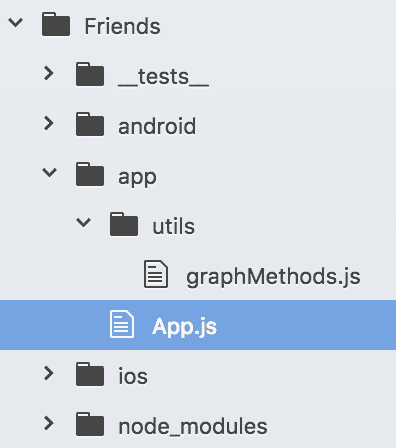 Friends
__tests__
android
app
utils
graphMethods.js
App.js
ios
node_modules